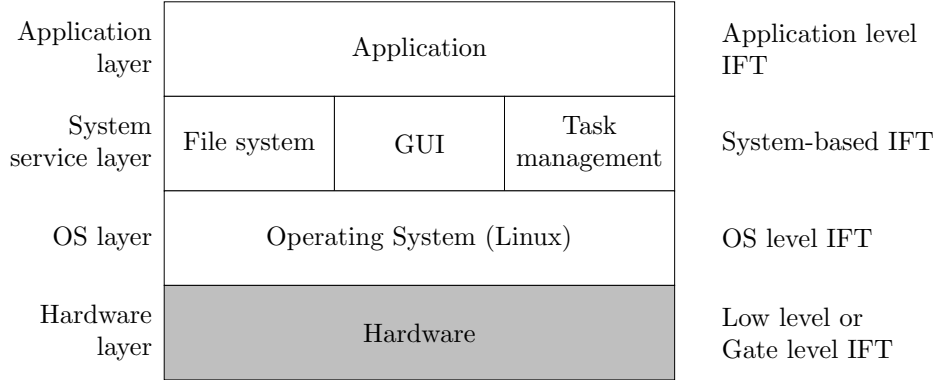 Application
layer
Application
Application level
IFT
System
service layer
File system
GUI
Task
management
System-based IFT
OS layer
Operating System (Linux)
OS level IFT
Hardware
layer
Hardware
Low level or
Gate level IFT